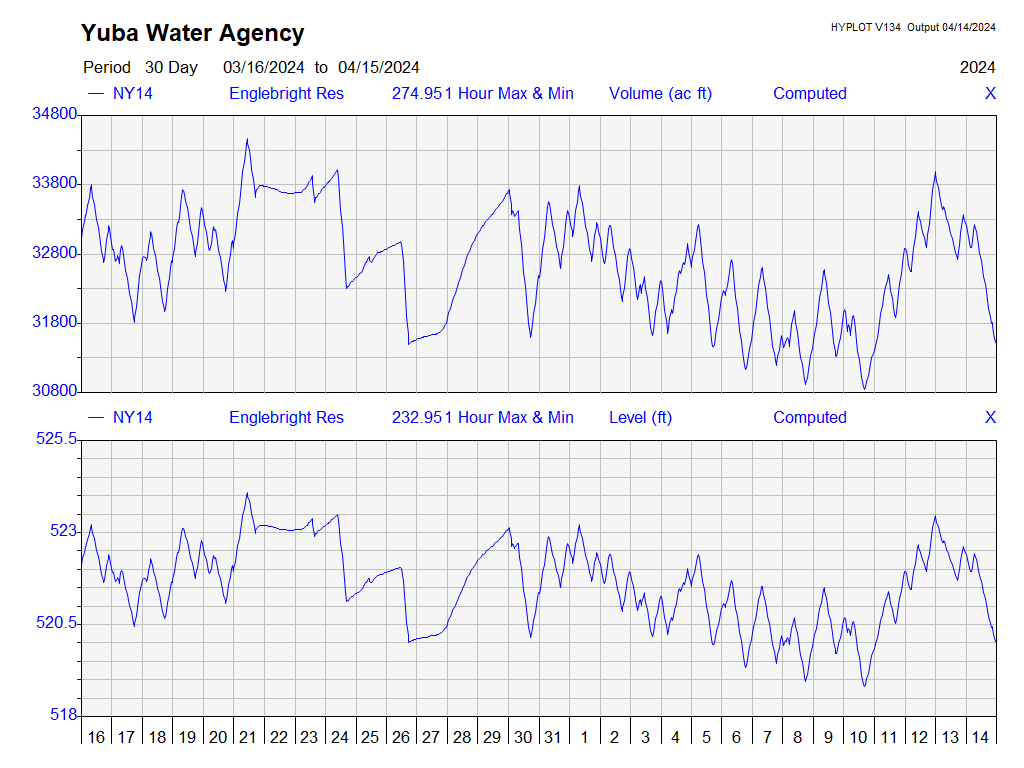 Yuba Water Agency
HYPLOT V134 Output 04/14/2024
Period 30 Day 03/16/2024 to 04/15/2024 2024
NY14 Englebright Res 274.951 Hour Max & Min Volume (ac ft) Computed X
34800
33800
32800
31800
30800
NY14 Englebright Res 232.951 Hour Max & Min Level (ft) Computed X
525.5
523
520.5
518
16 17 18 19 20 21 22 23 24 25 26 27 28 29 30 31 1 2 3 4 5 6 7 8 9 10 11 12 13 14